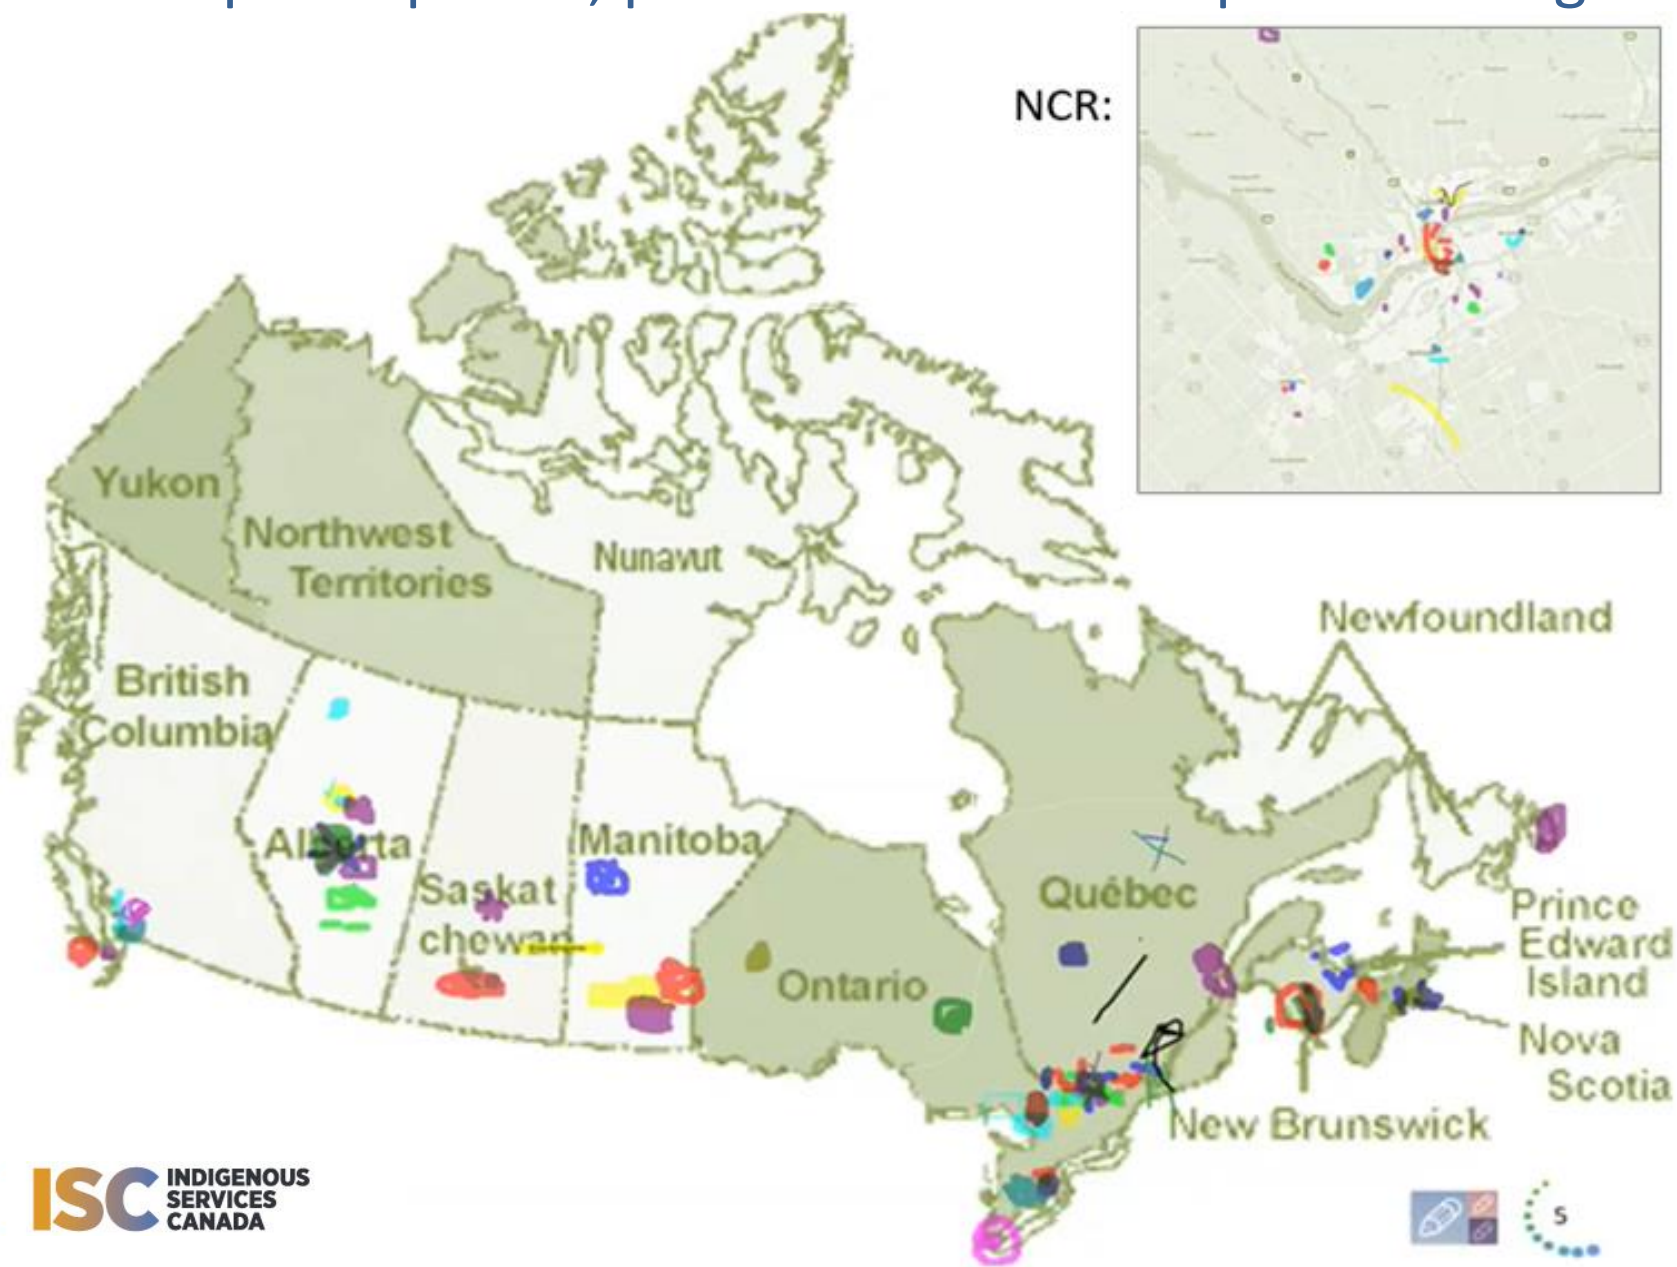 NCR:
Newfoundland
Yukon
Northwest
Territories
Nunavut
British
Columbia
Alberta
Manitoba
Saskat
chewan
Ontario
Québec
Prince
Edward
Island
Nova
Scotia
New Brunswick
ISC INDIGENOUS
SERVICES
CANADA
5